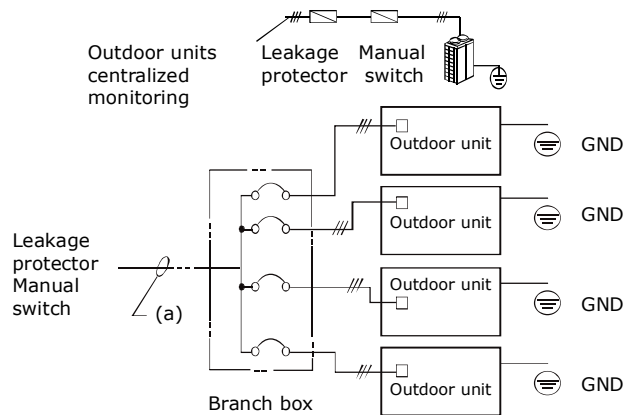 Outdoor units
centralized
monitoring
Leakage
protector
Manual
switch
Outdoor unit
GND
Outdoor unit
GND
Leakage
protector
Manual
switch
(a)
Outdoor unit
GND
Outdoor unit
GND
Branch box